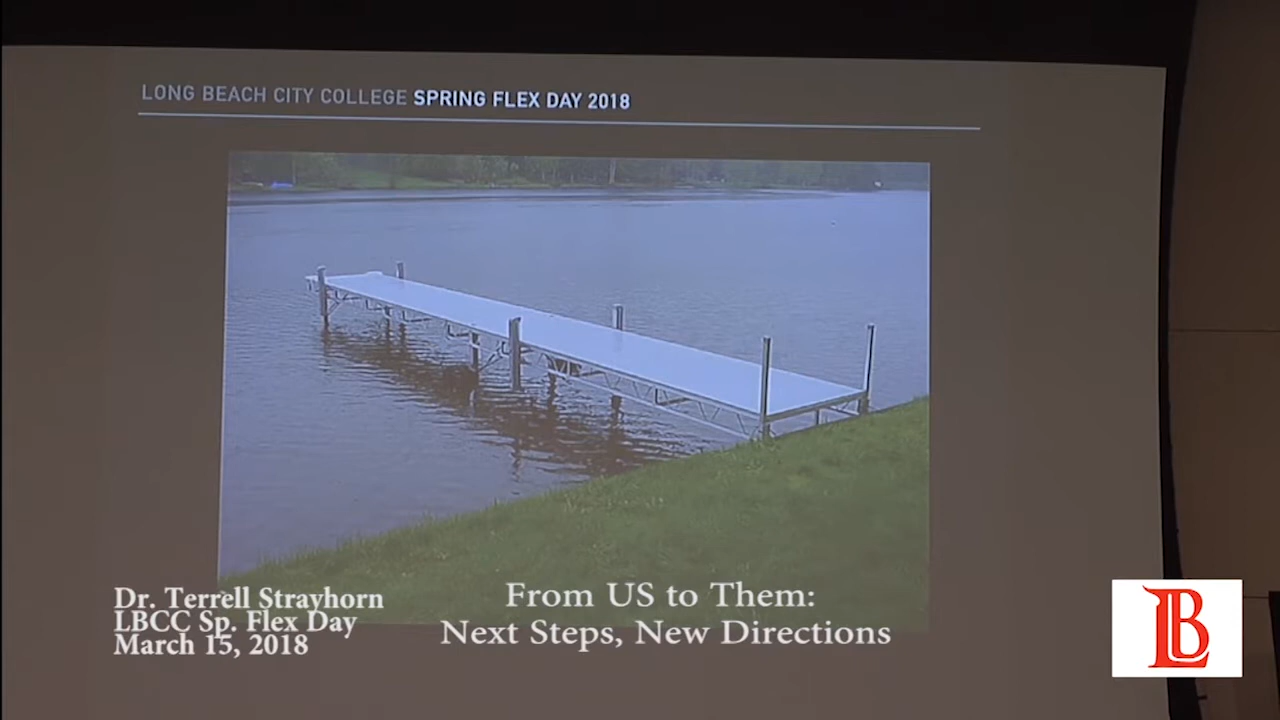 LONG BEACH CITY COLLEGE SPRING FLEX DAY 2018
Dr. Terrell Strayhorn
LBCC Sp. Flex Day
March 15, 2018
From US to Them:
Next Steps, New Directions
LB